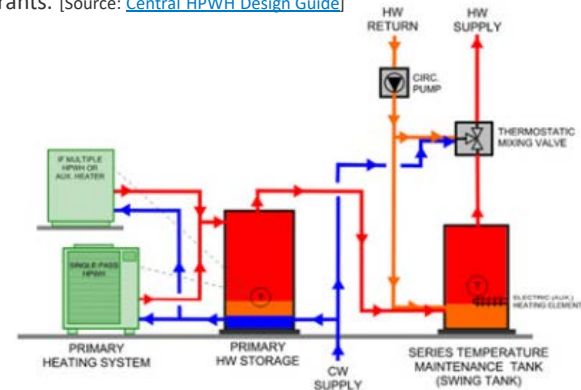 rants. [Source: Central HPWH Design Guide]
HW
RETURN
HW
SUPPLY
CIRC.
PUMP
THERMOSTATIC
MIXING VALVE
IF MULTIPLE
HPWH OR
AUX. HEATER
SINGLE-PASS
HPWH
T
T
ELECTRIC (AUX.)
HEATING ELEMENT
PRIMARY
HEATING SYSTEM
PRIMARY
HW STORAGE
CW
SUPPLY
SERIES TEMPERATURE
MAINTENANCE TANK
(SWING TANK)